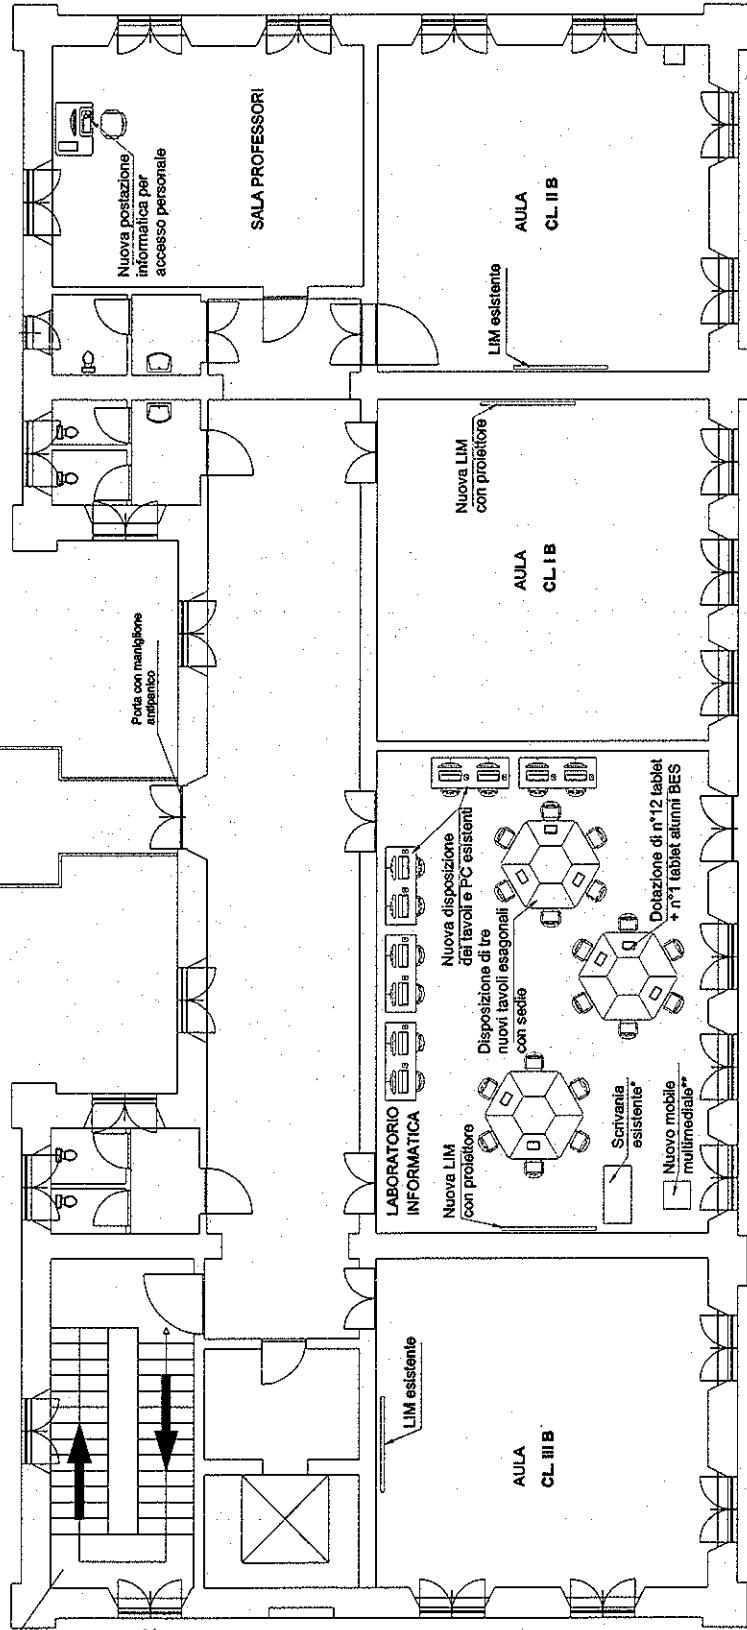 Nuova postazione
informatica per
accesso personale
SALA PROFESSORI
Porta con maniglione
antipanico
LIM esistente
AULA
CL. III B
LABORATORIO
INFORMATICA
Nuova LIM
con proiettore
Nuova disposizione
dei tavoli e PC esistenti
Disposizione di tre
nuovi tavoli esagonali
con sedie
Scrivania
esistente*
Nuovo mobile
multimediale**
Dotazione di n°12 tablet
+ n°1 tablet alunni BES
Nuova LIM
con proiettore
AULA
CL. I B
LIM esistente
AULA
CL. II B